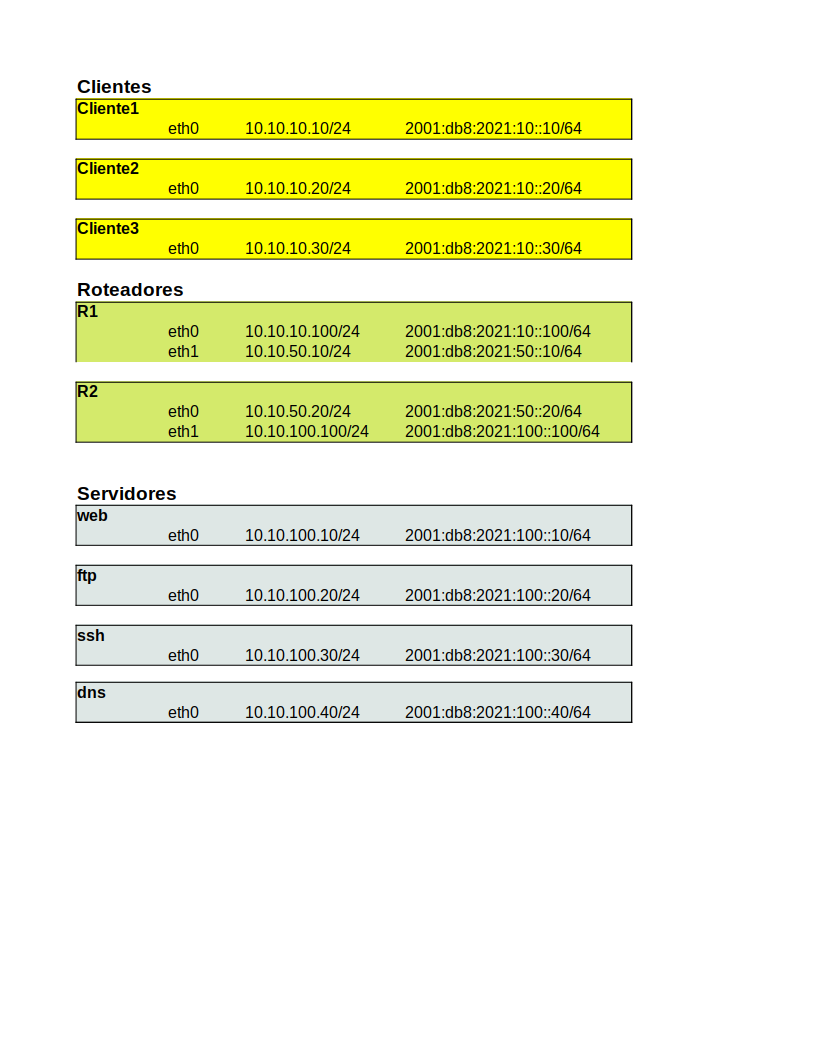 Clientes
Cliente1
eth0 10.10.10.10/24 2001:db8:2021:10::10/64
Cliente2
eth0 10.10.10.20/24 2001:db8:2021:10::20/64
Cliente3
eth0 10.10.10.30/24 2001:db8:2021:10::30/64
Roteadores
R1
eth0 10.10.10.100/24 2001:db8:2021:10::100/64
eth1 10.10.50.10/24 2001:db8:2021:50::10/64
R2
eth0 10.10.50.20/24 2001:db8:2021:50::20/64
eth1 10.10.100.100/24 2001:db8:2021:100::100/64
Servidores
web
eth0 10.10.100.10/24 2001:db8:2021:100::10/64
ftp
eth0 10.10.100.20/24 2001:db8:2021:100::20/64
ssh
eth0 10.10.100.30/24 2001:db8:2021:100::30/64
dns
eth0 10.10.100.40/24 2001:db8:2021:100::40/64